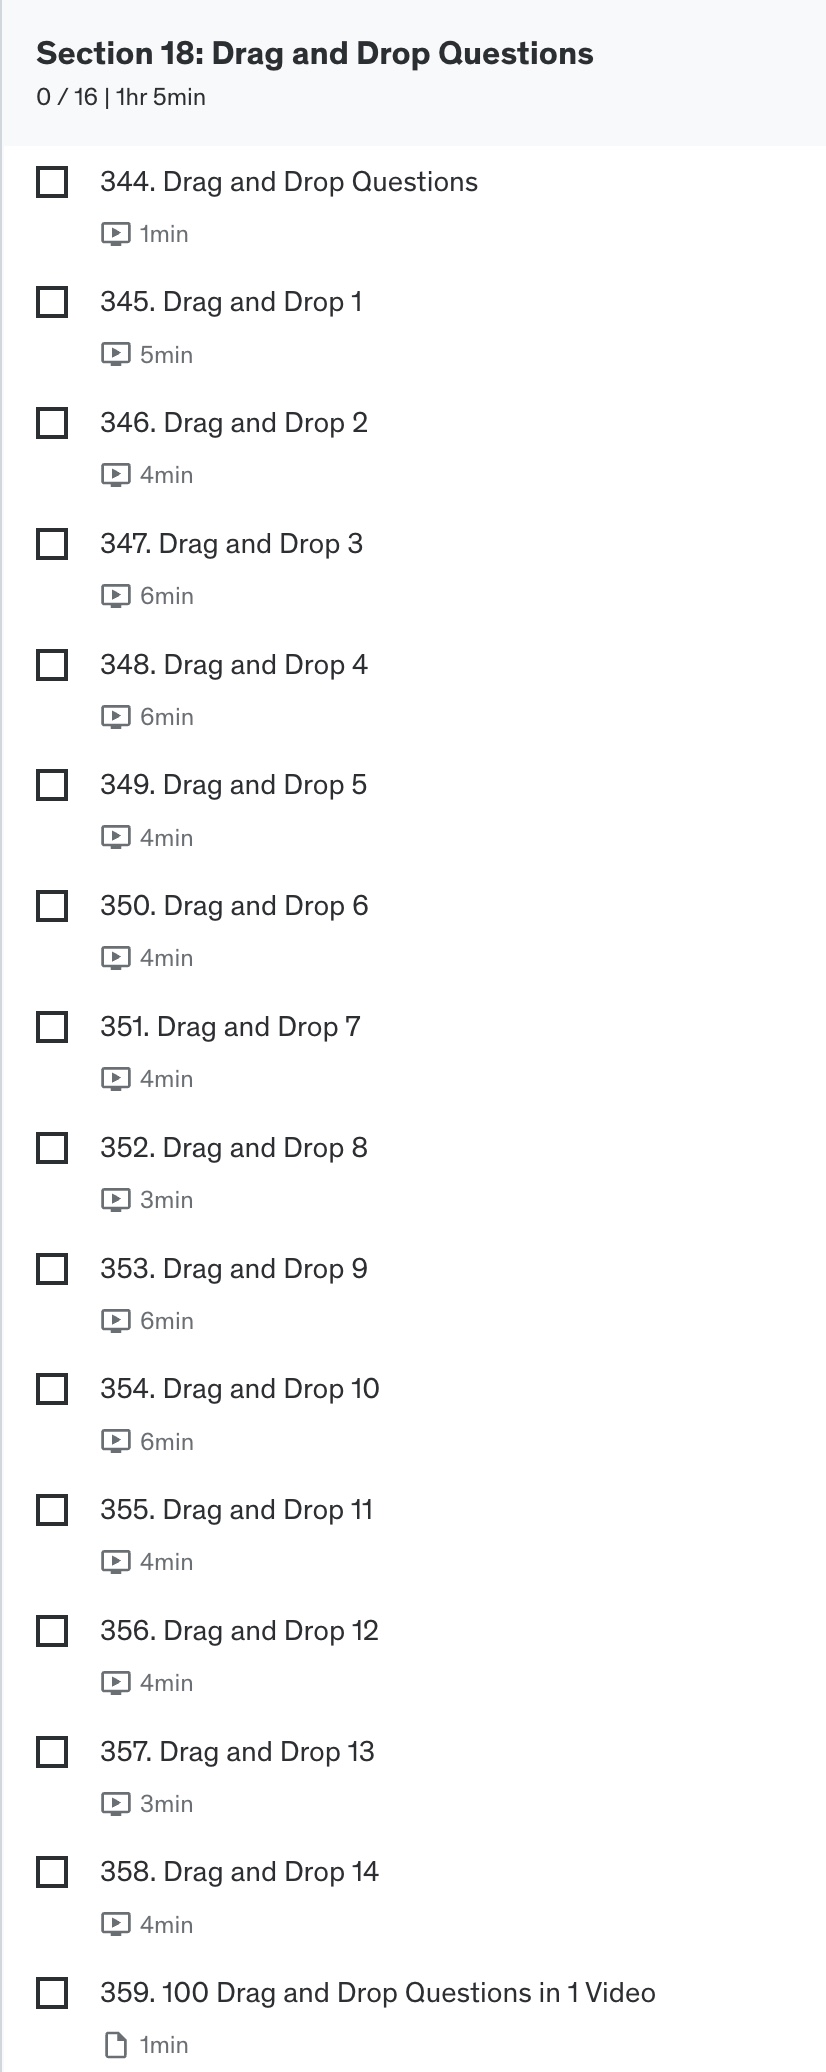 Section 18: Drag and Drop Questions
0 / 16 | 1hr 5min
344. Drag and Drop Questions
1min
345. Drag and Drop 1
5min
346. Drag and Drop 2
4min
347. Drag and Drop 3
6min
348. Drag and Drop 4
6min
349. Drag and Drop 5
4min
350. Drag and Drop 6
4min
351. Drag and Drop 7
4min
352. Drag and Drop 8
3min
353. Drag and Drop 9
6min
354. Drag and Drop 10
6min
355. Drag and Drop 11
4min
356. Drag and Drop 12
4min
357. Drag and Drop 13
3min
358. Drag and Drop 14
4min
359. 100 Drag and Drop Questions in 1 Video
1min